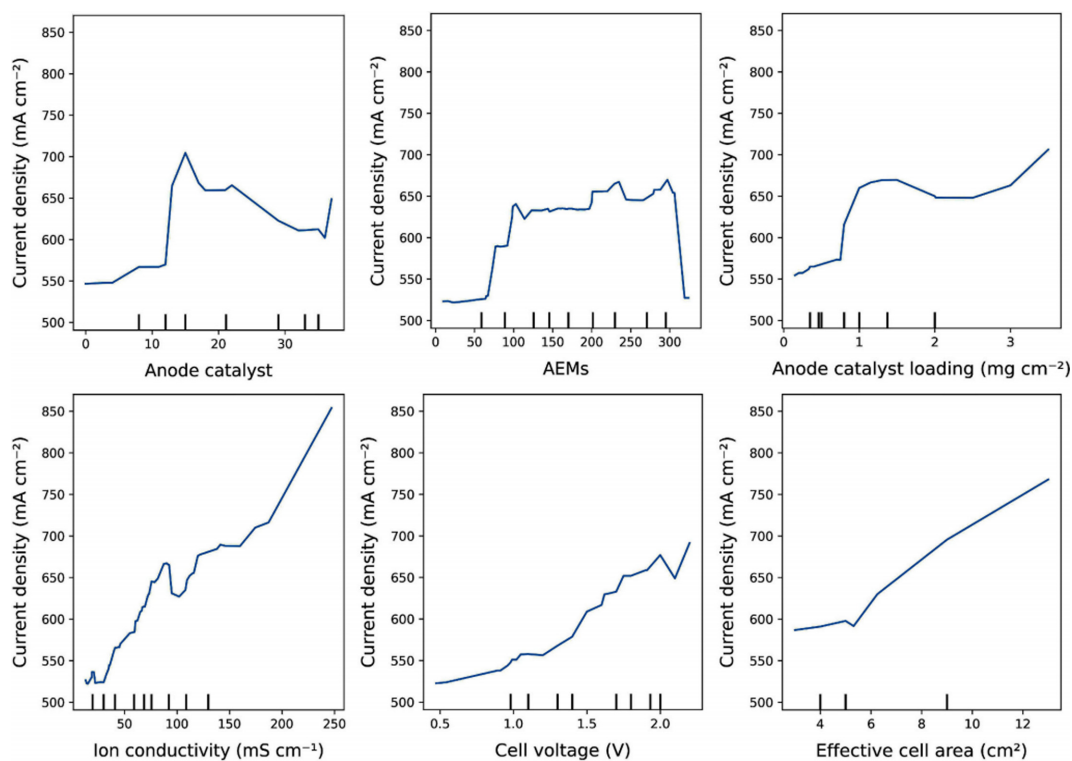 Current density (mA cm⁻²)
850
800
750
700
650
600
550
500
0 10 20 30
Anode catalyst
Current density (mA cm⁻²)
850
800
750
700
650
600
550
500
0 50 100 150 200 250 300
AEMs
Current density (mA cm⁻²)
850
800
750
700
650
600
550
500
0 1 2 3
Anode catalyst loading (mg cm⁻²)
Current density (mA cm⁻²)
850
800
750
700
650
600
550
500
50 100 150 200 250
Ion conductivity (mS cm⁻¹)
Current density (mA cm⁻²)
850
800
750
700
650
600
550
500
0.5 1.0 1.5 2.0
Cell voltage (V)
Current density (mA cm⁻²)
850
800
750
700
650
600
550
500
4 6 8 10 12
Effective cell area (cm²)